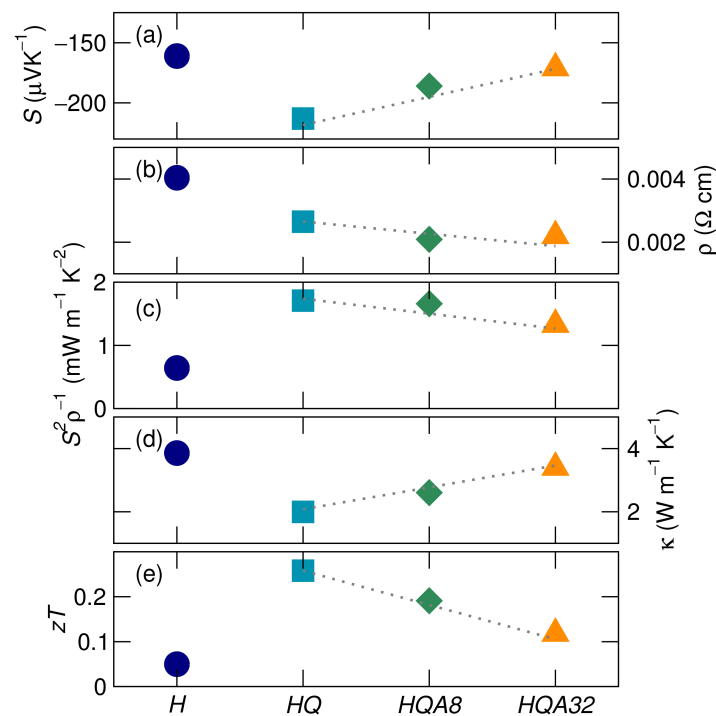 (a)
−150
−200
S (μVK⁻¹)
(b)
0.004
0.002
ρ (Ω cm)
(c)
2
1
0
S²ρ⁻¹ (mW m⁻¹ K⁻²)
(d)
4
2
κ (W m⁻¹ K⁻¹)
(e)
0.2
0.1
0
zT
H HQ HQA8 HQA32